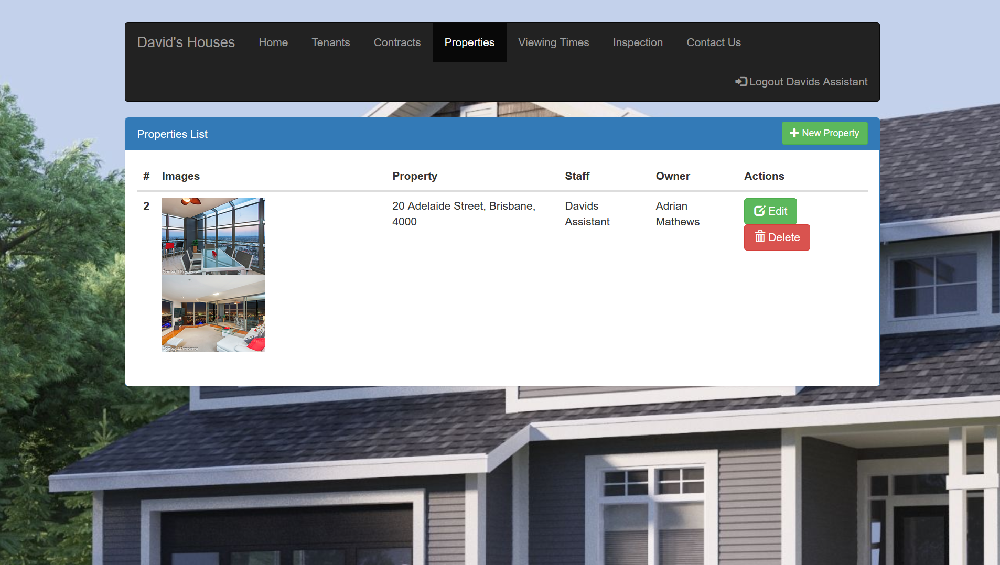 David's Houses Home Tenants Contracts Properties Viewing Times Inspection Contact Us
Logout Davids Assistant
Properties List New Property
# Images Property Staff Owner Actions
2 20 Adelaide Street, Brisbane, Davids Adrian Edit
4000 Assistant Mathews
Delete
Conwell Property
Conwell Property